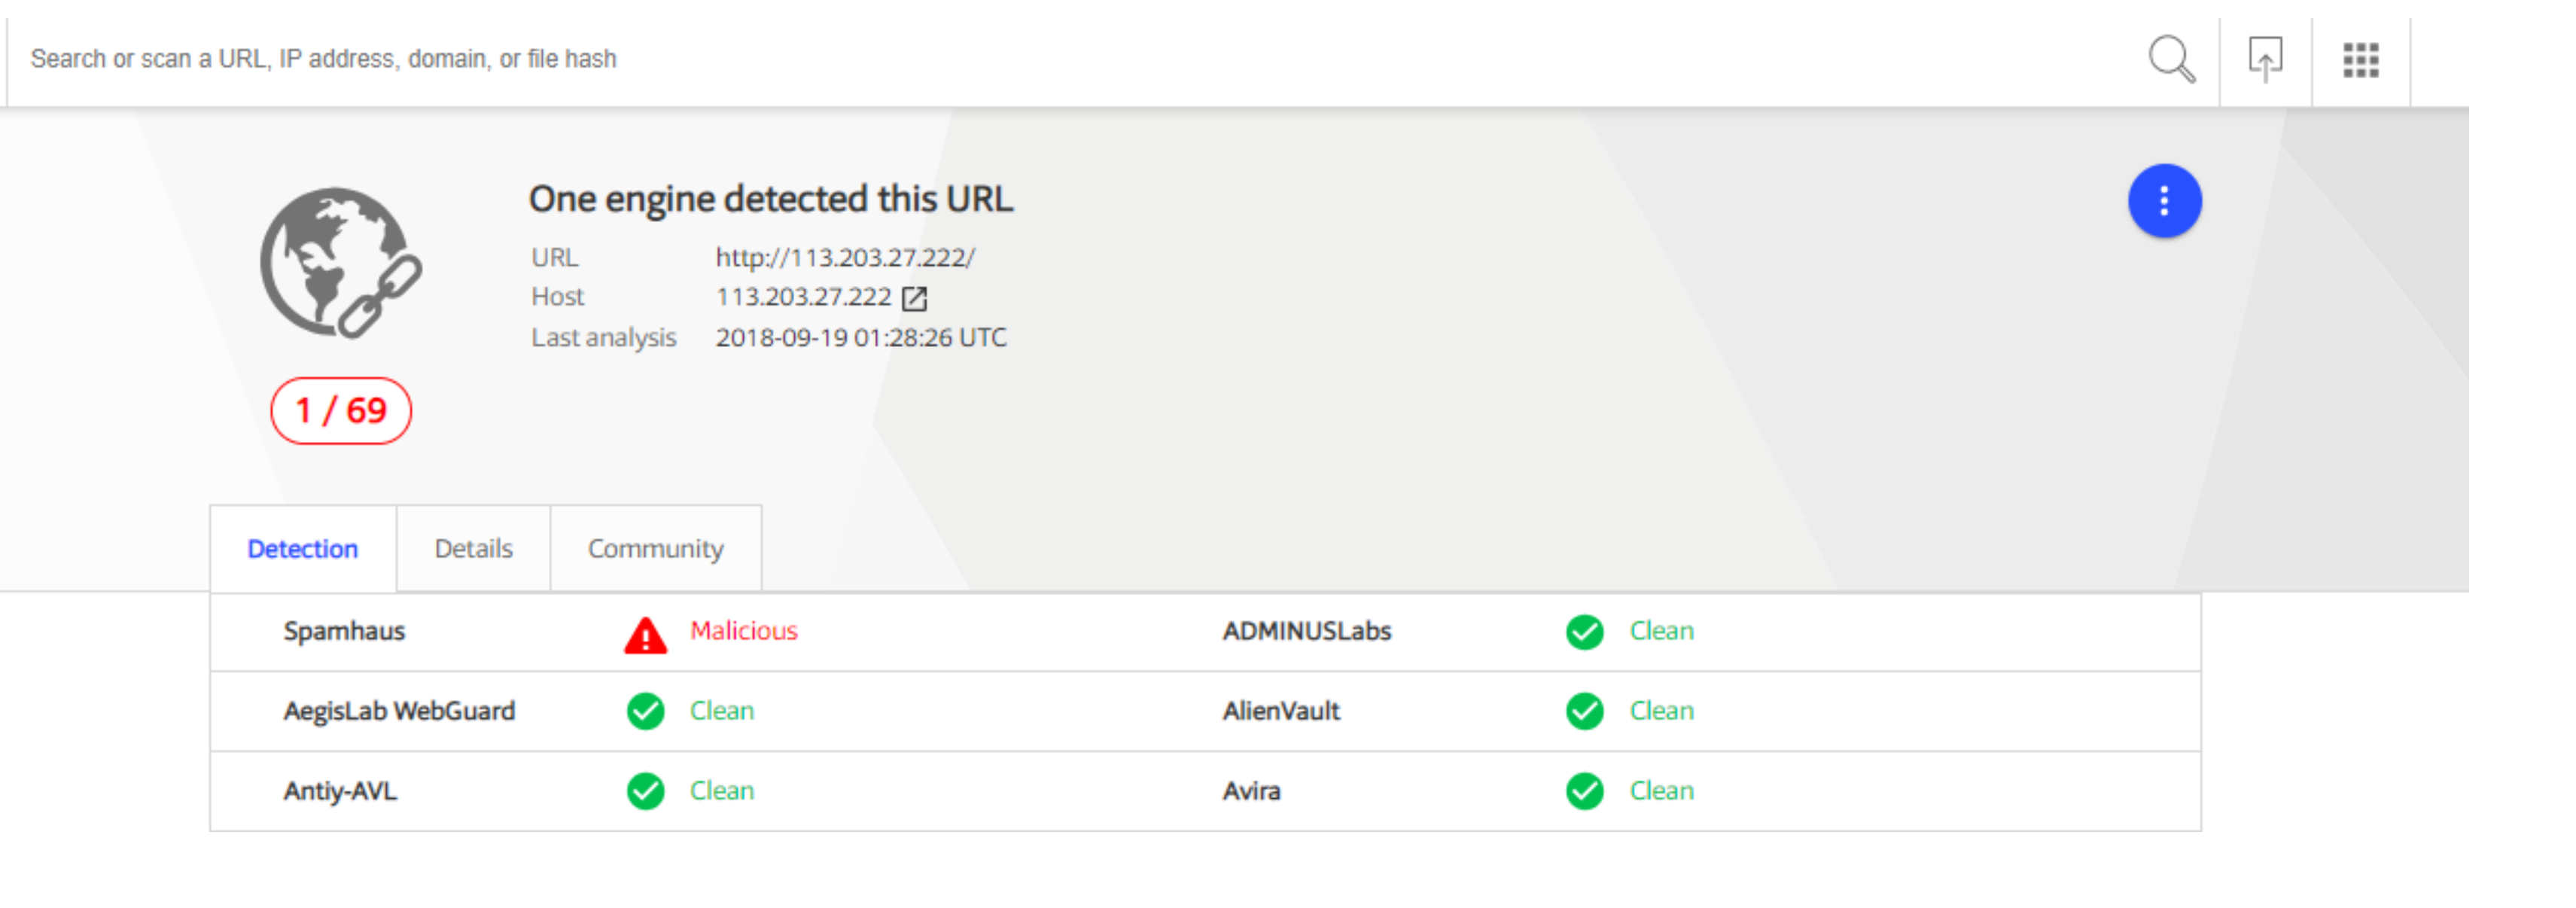 Search or scan a URL, IP address, domain, or file hash
One engine detected this URL
URL http://113.203.27.222/
Host 113.203.27.222
Last analysis 2018-09-19 01:28:26 UTC
1 / 69
Detection Details Community
Spamhaus Malicious ADMINUSLabs Clean
AegisLab WebGuard Clean AlienVault Clean
Antiy-AVL Clean Avira Clean